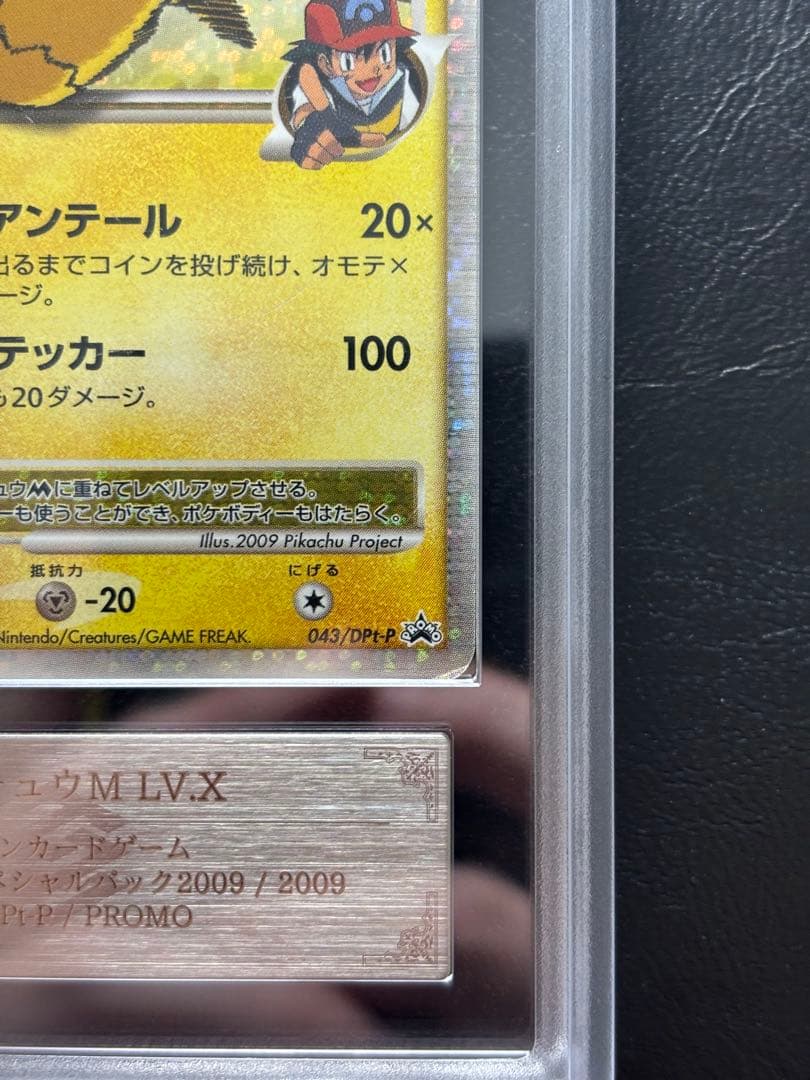 アンテール 20×
出るまでコインを投げ続け、オモテ×
ージ。
テッカー 100
も20ダメージ。
ュウMに重ねてレベルアップさせる。
ーも使うことができ、ポケボディーもはたらく。
Illus.2009 Pikachu Project
抵抗力 にげる
-20
Nintendo/Creatures/GAME FREAK. 043/DPt-P PROMO
チュウM LV.X
ンカードゲーム
ペシャルパック2009 / 2009
Pt-P / PROMO